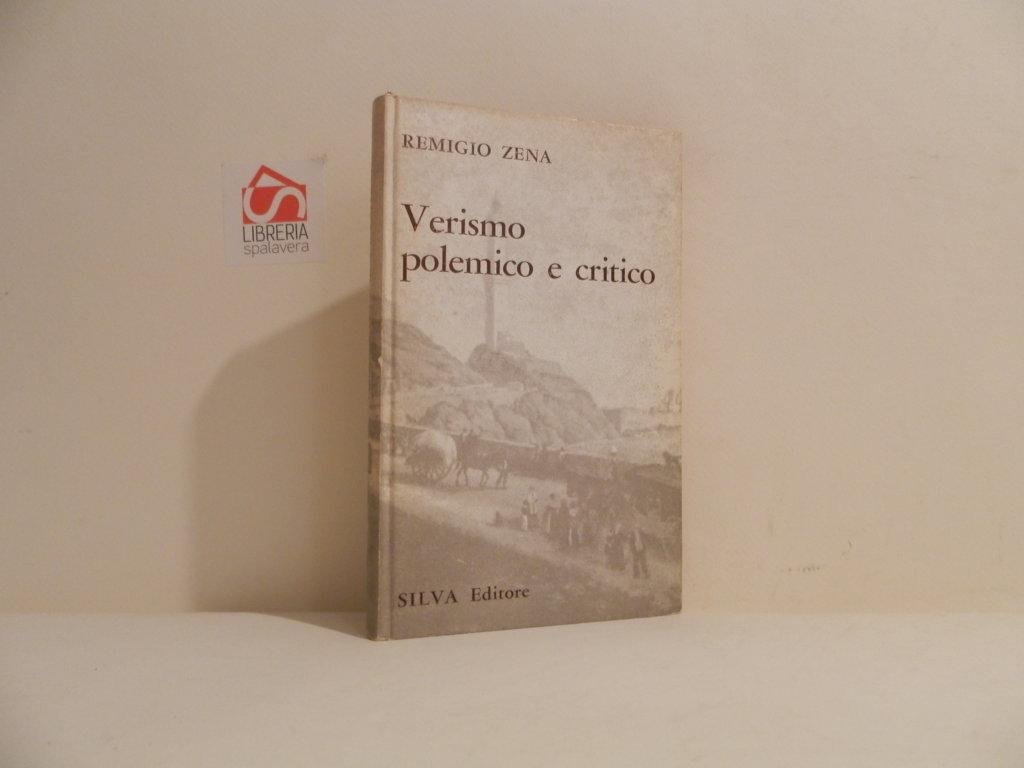 REMIGIO ZENA
Verismo
polemico e critico
SILVA Editore
LIBRERIA
spalavera